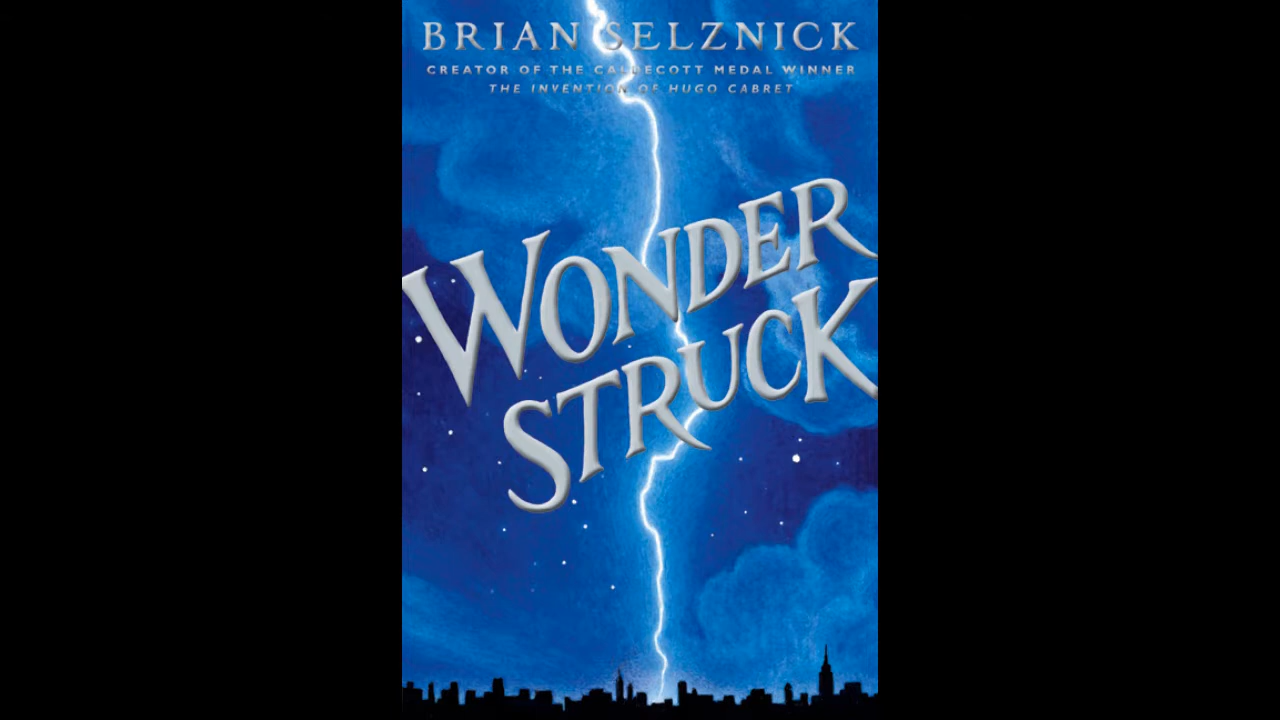 BRIAN SELZNICK
CREATOR OF THE CALDECOTT MEDAL WINNER
THE INVENTION OF HUGO CABRET
WONDER
STRUCK